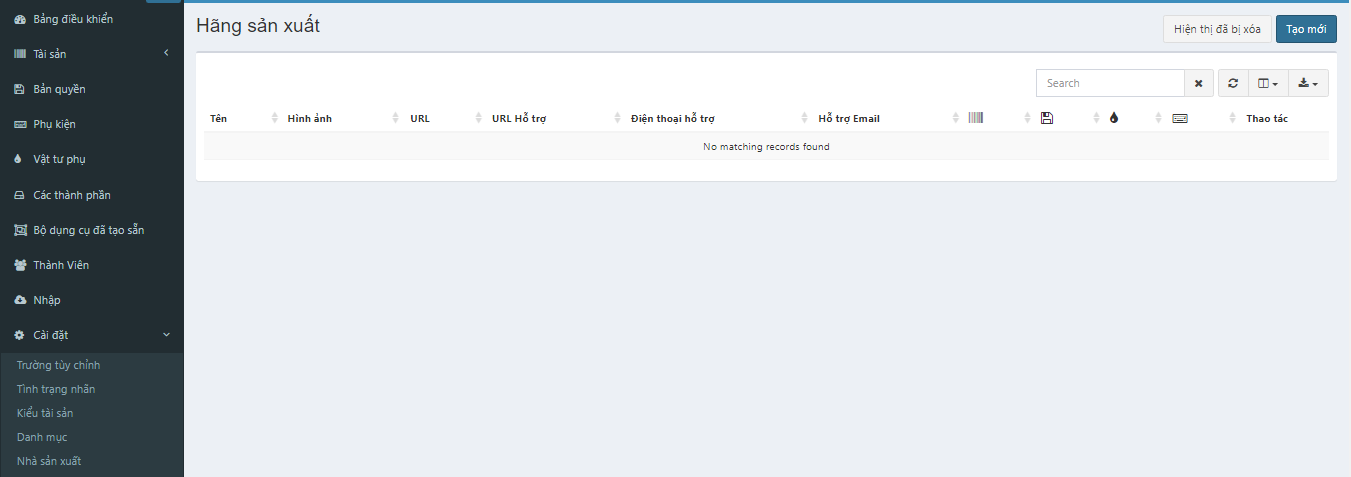 Bảng điều khiển
Tài sản
Bản quyền
Phụ kiện
Vật tư phụ
Các thành phần
Bộ dụng cụ đã tạo sẵn
Thành Viên
Nhập
Cài đặt
Trường tùy chỉnh
Tình trạng nhãn
Kiểu tài sản
Danh mục
Nhà sản xuất
Hãng sản xuất
Hiện thị đã bị xóa Tạo mới
Search
Tên Hình ảnh URL URL Hỗ trợ Điện thoại hỗ trợ Hỗ trợ Email Thao tác
No matching records found